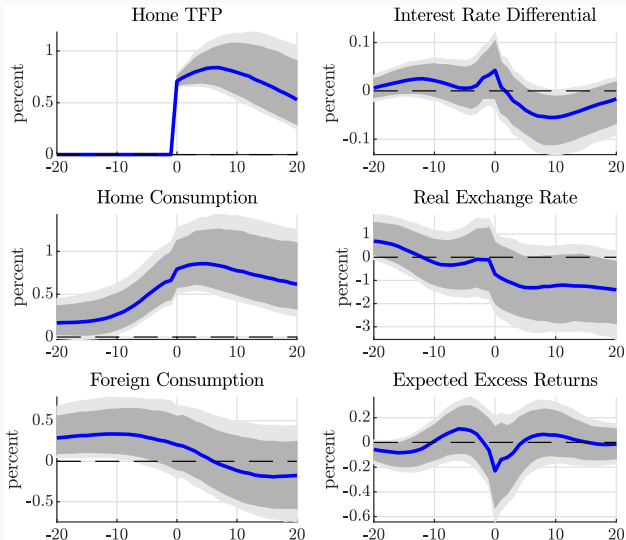 Home TFP
percent
1
0.5
0
-20 -10 0 10 20
Interest Rate Differential
0.1
0
-0.1
-20 -10 0 10 20
Home Consumption
percent
1
0.5
0
-20 -10 0 10 20
Real Exchange Rate
percent
1
0
-1
-2
-3
-20 -10 0 10 20
Foreign Consumption
percent
0.5
0
-0.5
-20 -10 0 10 20
Expected Excess Returns
percent
0.2
0
-0.2
-0.4
-0.6
-20 -10 0 10 20